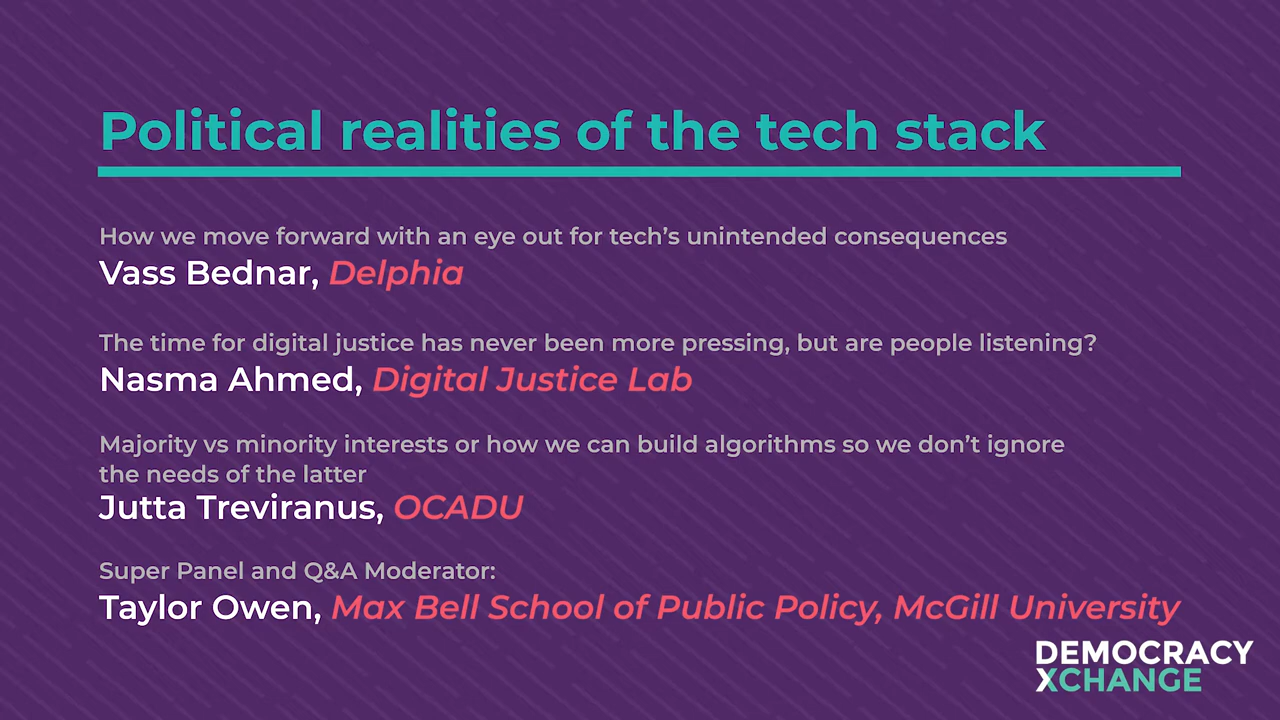 Political realities of the tech stack
How we move forward with an eye out for tech’s unintended consequences
Vass Bednar, Delphia
The time for digital justice has never been more pressing, but are people listening?
Nasma Ahmed, Digital Justice Lab
Majority vs minority interests or how we can build algorithms so we don’t ignore
the needs of the latter
Jutta Treviranus, OCADU
Super Panel and Q&A Moderator:
Taylor Owen, Max Bell School of Public Policy, McGill University
DEMOCRACY
XCHANGE